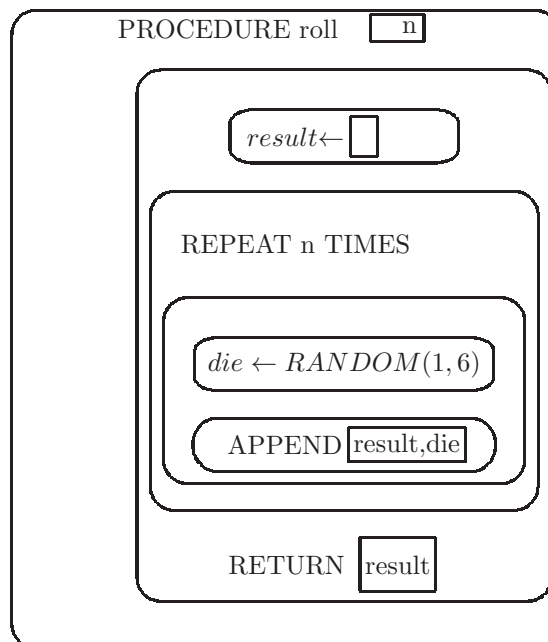 PROCEDURE roll n
result←
REPEAT n TIMES
die ← RANDOM(1, 6)
APPEND result,die
RETURN result